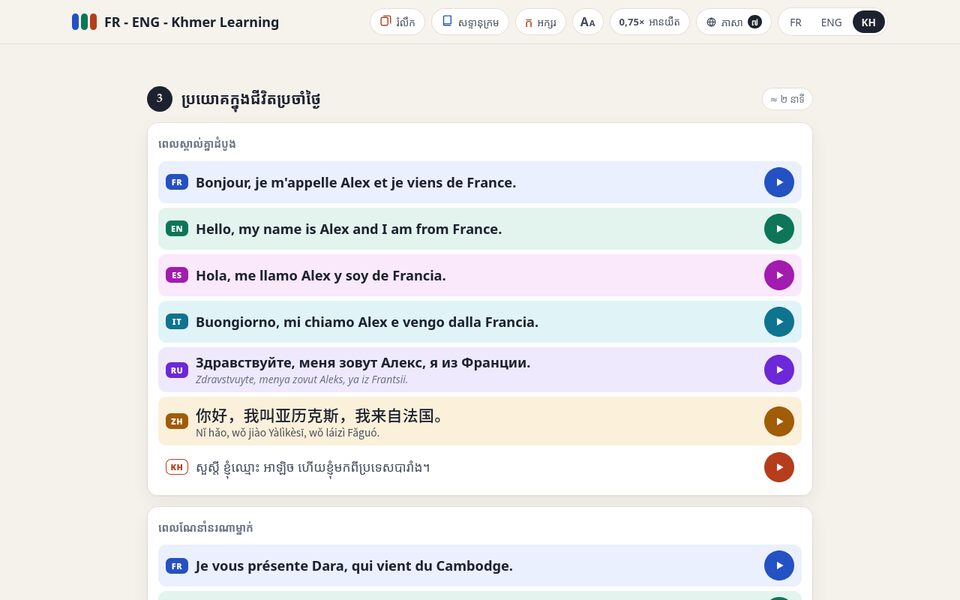 FR - ENG - Khmer Learning
រំលឹក
សទ្ទានុក្រម
ក អក្សរ
AA
0,75× អានយឺត
ភាសា ៧
FR ENG KH
3 ប្រយោគក្នុងជីវិតប្រចាំថ្ងៃ
≈ ២ នាទី
ពេលស្គាល់គ្នាដំបូង
FR Bonjour, je m'appelle Alex et je viens de France.
EN Hello, my name is Alex and I am from France.
ES Hola, me llamo Alex y soy de Francia.
IT Buongiorno, mi chiamo Alex e vengo dalla Francia.
RU Здравствуйте, меня зовут Алекс, я из Франции.
Zdravstvuyte, menya zovut Aleks, ya iz Frantsii.
ZH 你好，我叫亚历克斯，我来自法国。
Nǐ hǎo, wǒ jiào Yàlìkèsī, wǒ láizì Fǎguó.
KH សួស្តី ខ្ញុំឈ្មោះ អាឡិច ហើយខ្ញុំមកពីប្រទេសបារាំង។
ពេលណែនាំនរណាម្នាក់
FR Je vous présente Dara, qui vient du Cambodge.